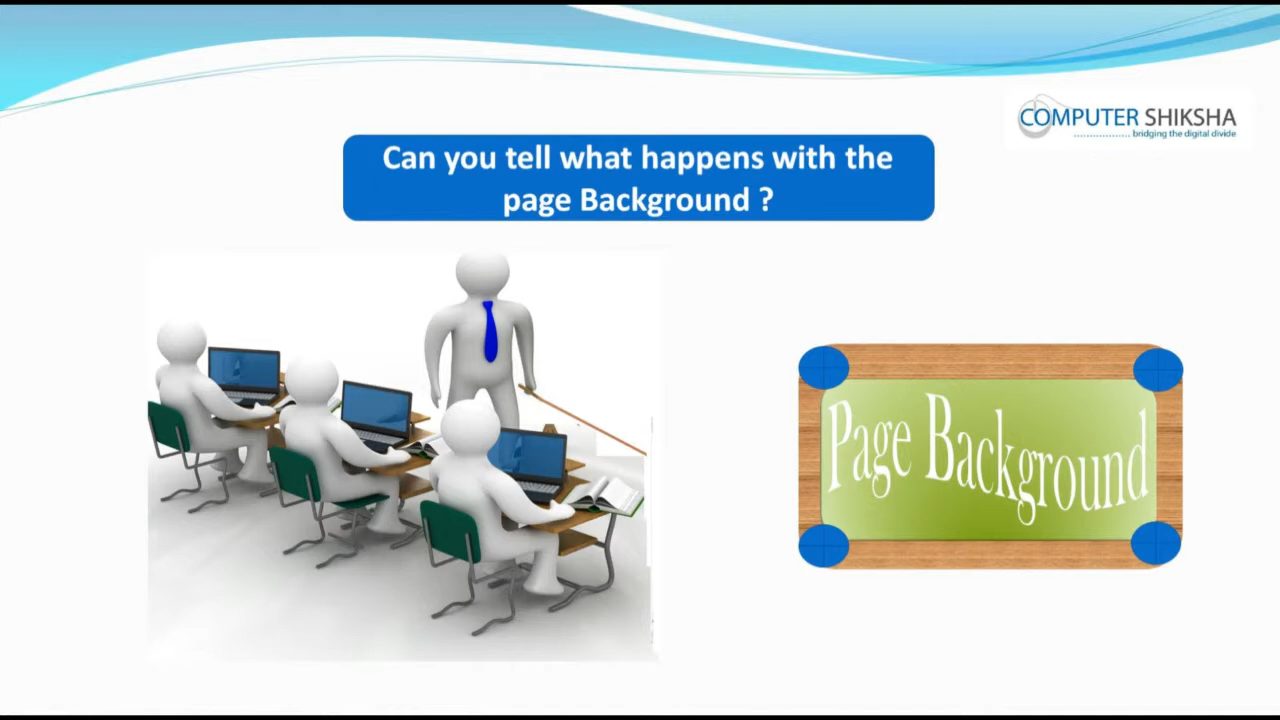 COMPUTER SHIKSHA
bridging the digital divide
Can you tell what happens with the
page Background ?
Page Background